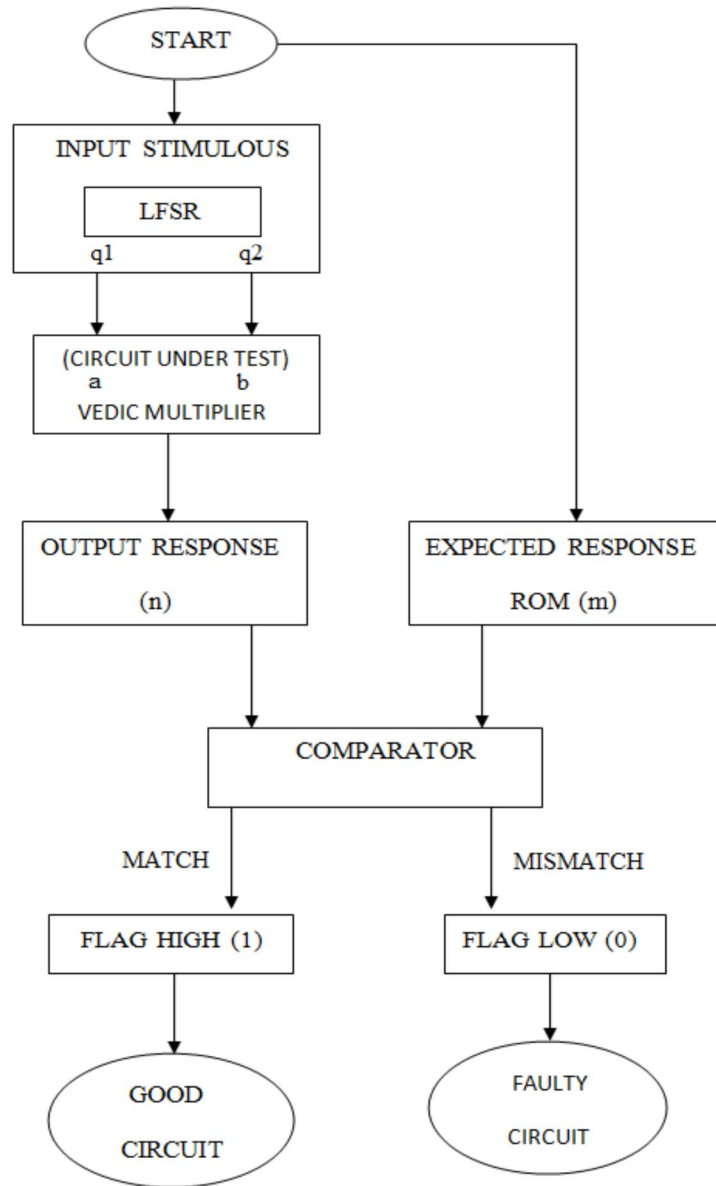 START
INPUT STIMULOUS
LFSR
q1 q2
(CIRCUIT UNDER TEST)
a b
VEDIC MULTIPLIER
OUTPUT RESPONSE
(n)
EXPECTED RESPONSE
ROM (m)
COMPARATOR
MATCH
MISMATCH
FLAG HIGH (1)
FLAG LOW (0)
GOOD
CIRCUIT
FAULTY
CIRCUIT